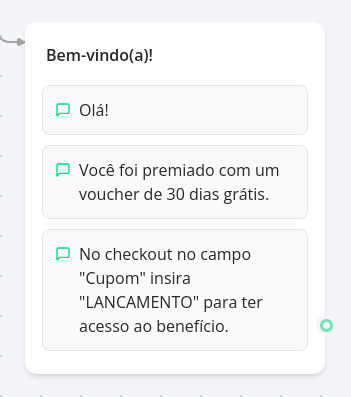 Bem-vindo(a)!
Olá!
Você foi premiado com um
voucher de 30 dias grátis.
No checkout no campo
"Cupom" insira
"LANCAMENTO" para ter
acesso ao benefício.